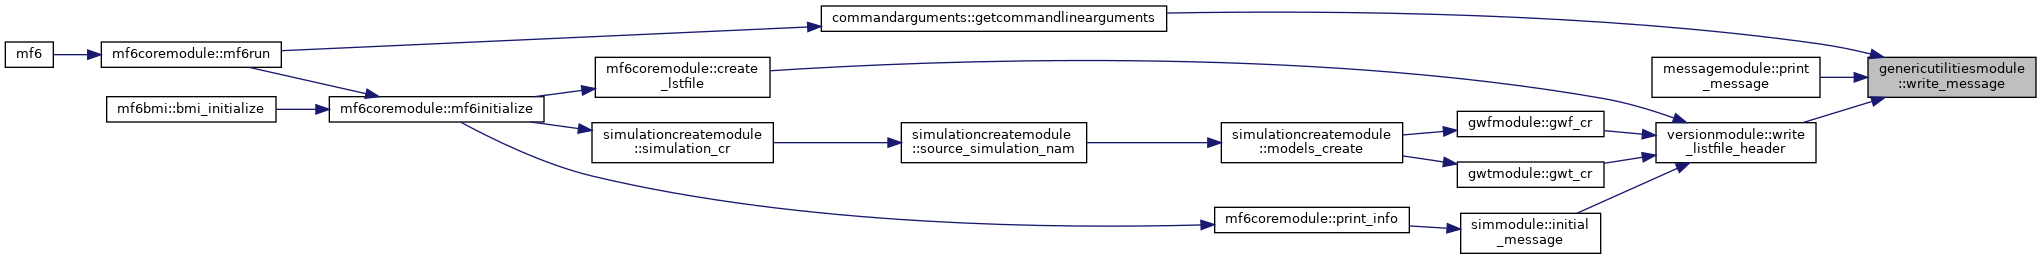 mf6
mf6coremodule::mf6run
mf6bmi::bmi_initialize
mf6coremodule::mf6initialize
commandarguments::getcommandlinearguments
mf6coremodule::create
_lstfile
simulationcreatemodule
::simulation_cr
simulationcreatemodule
::source_simulation_nam
simulationcreatemodule
::models_create
mf6coremodule::print_info
gwfmodule::gwf_cr
gwtmodule::gwt_cr
simmodule::initial
_message
messagemodule::print
_message
versionmodule::write
_listfile_header
genericutilitiesmodule
::write_message